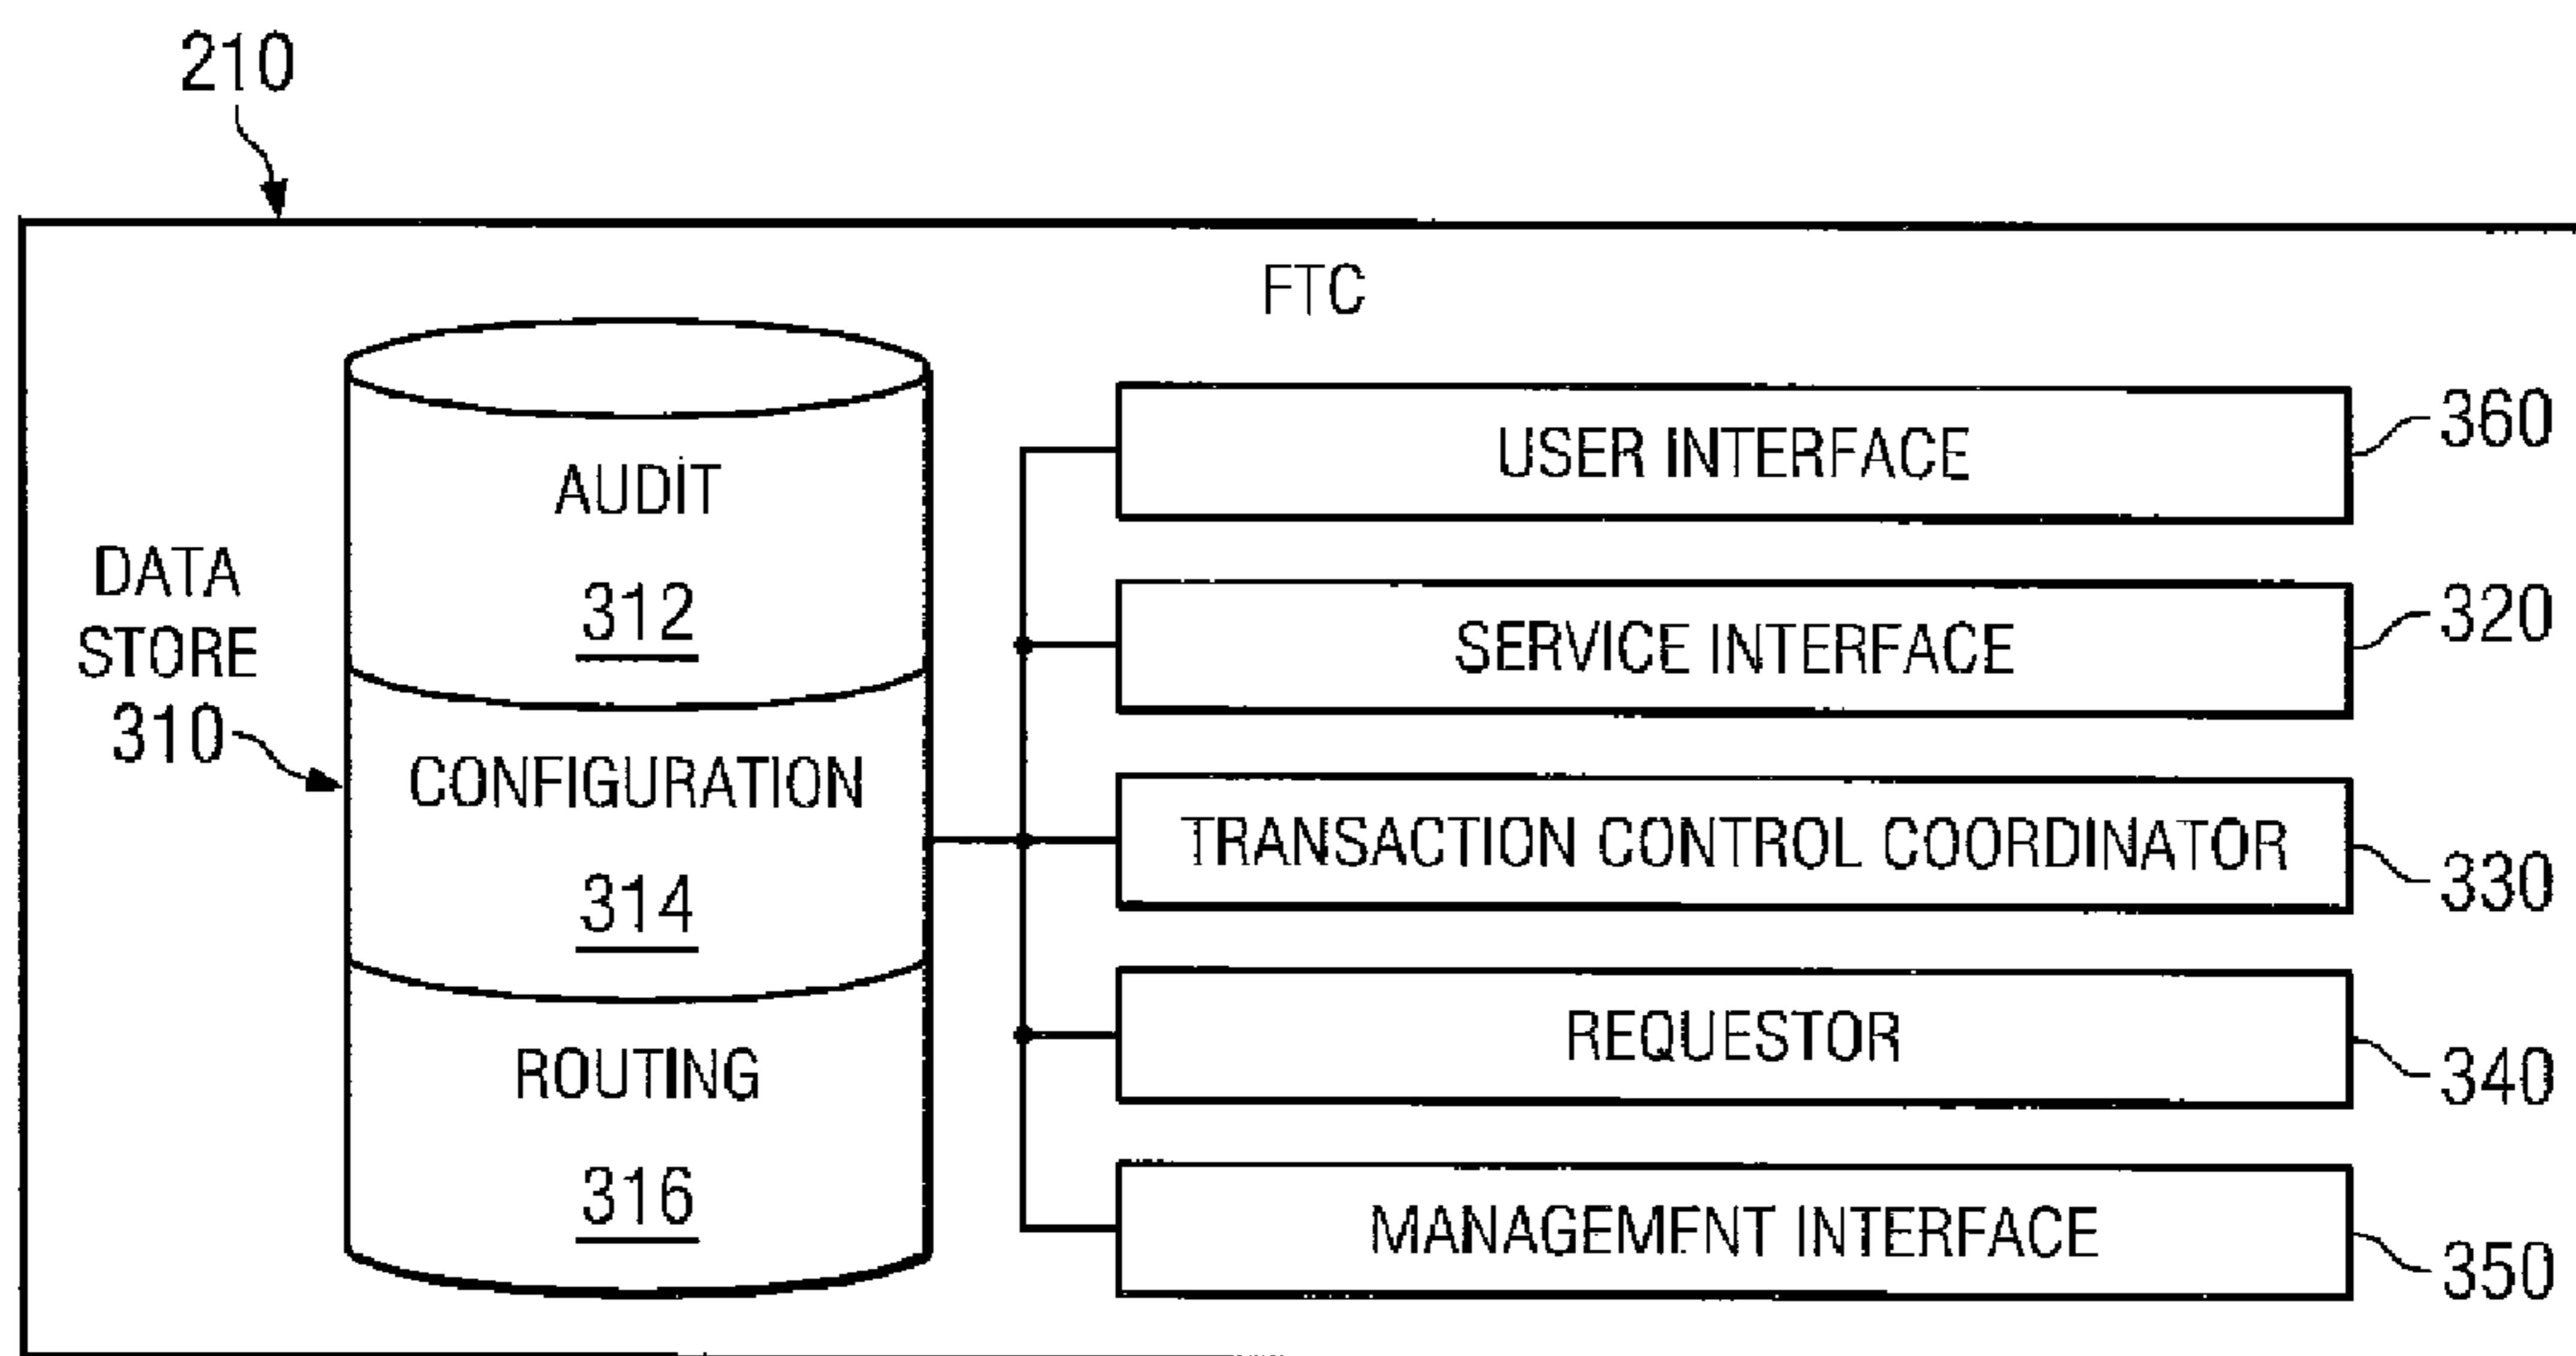 210
FTC
DATA
STORE
310
AUDIT
312
CONFIGURATION
314
ROUTING
316
USER INTERFACE
360
SERVICE INTERFACE
320
TRANSACTION CONTROL COORDINATOR
330
REQUESTOR
340
MANAGEMENT INTERFACE
350